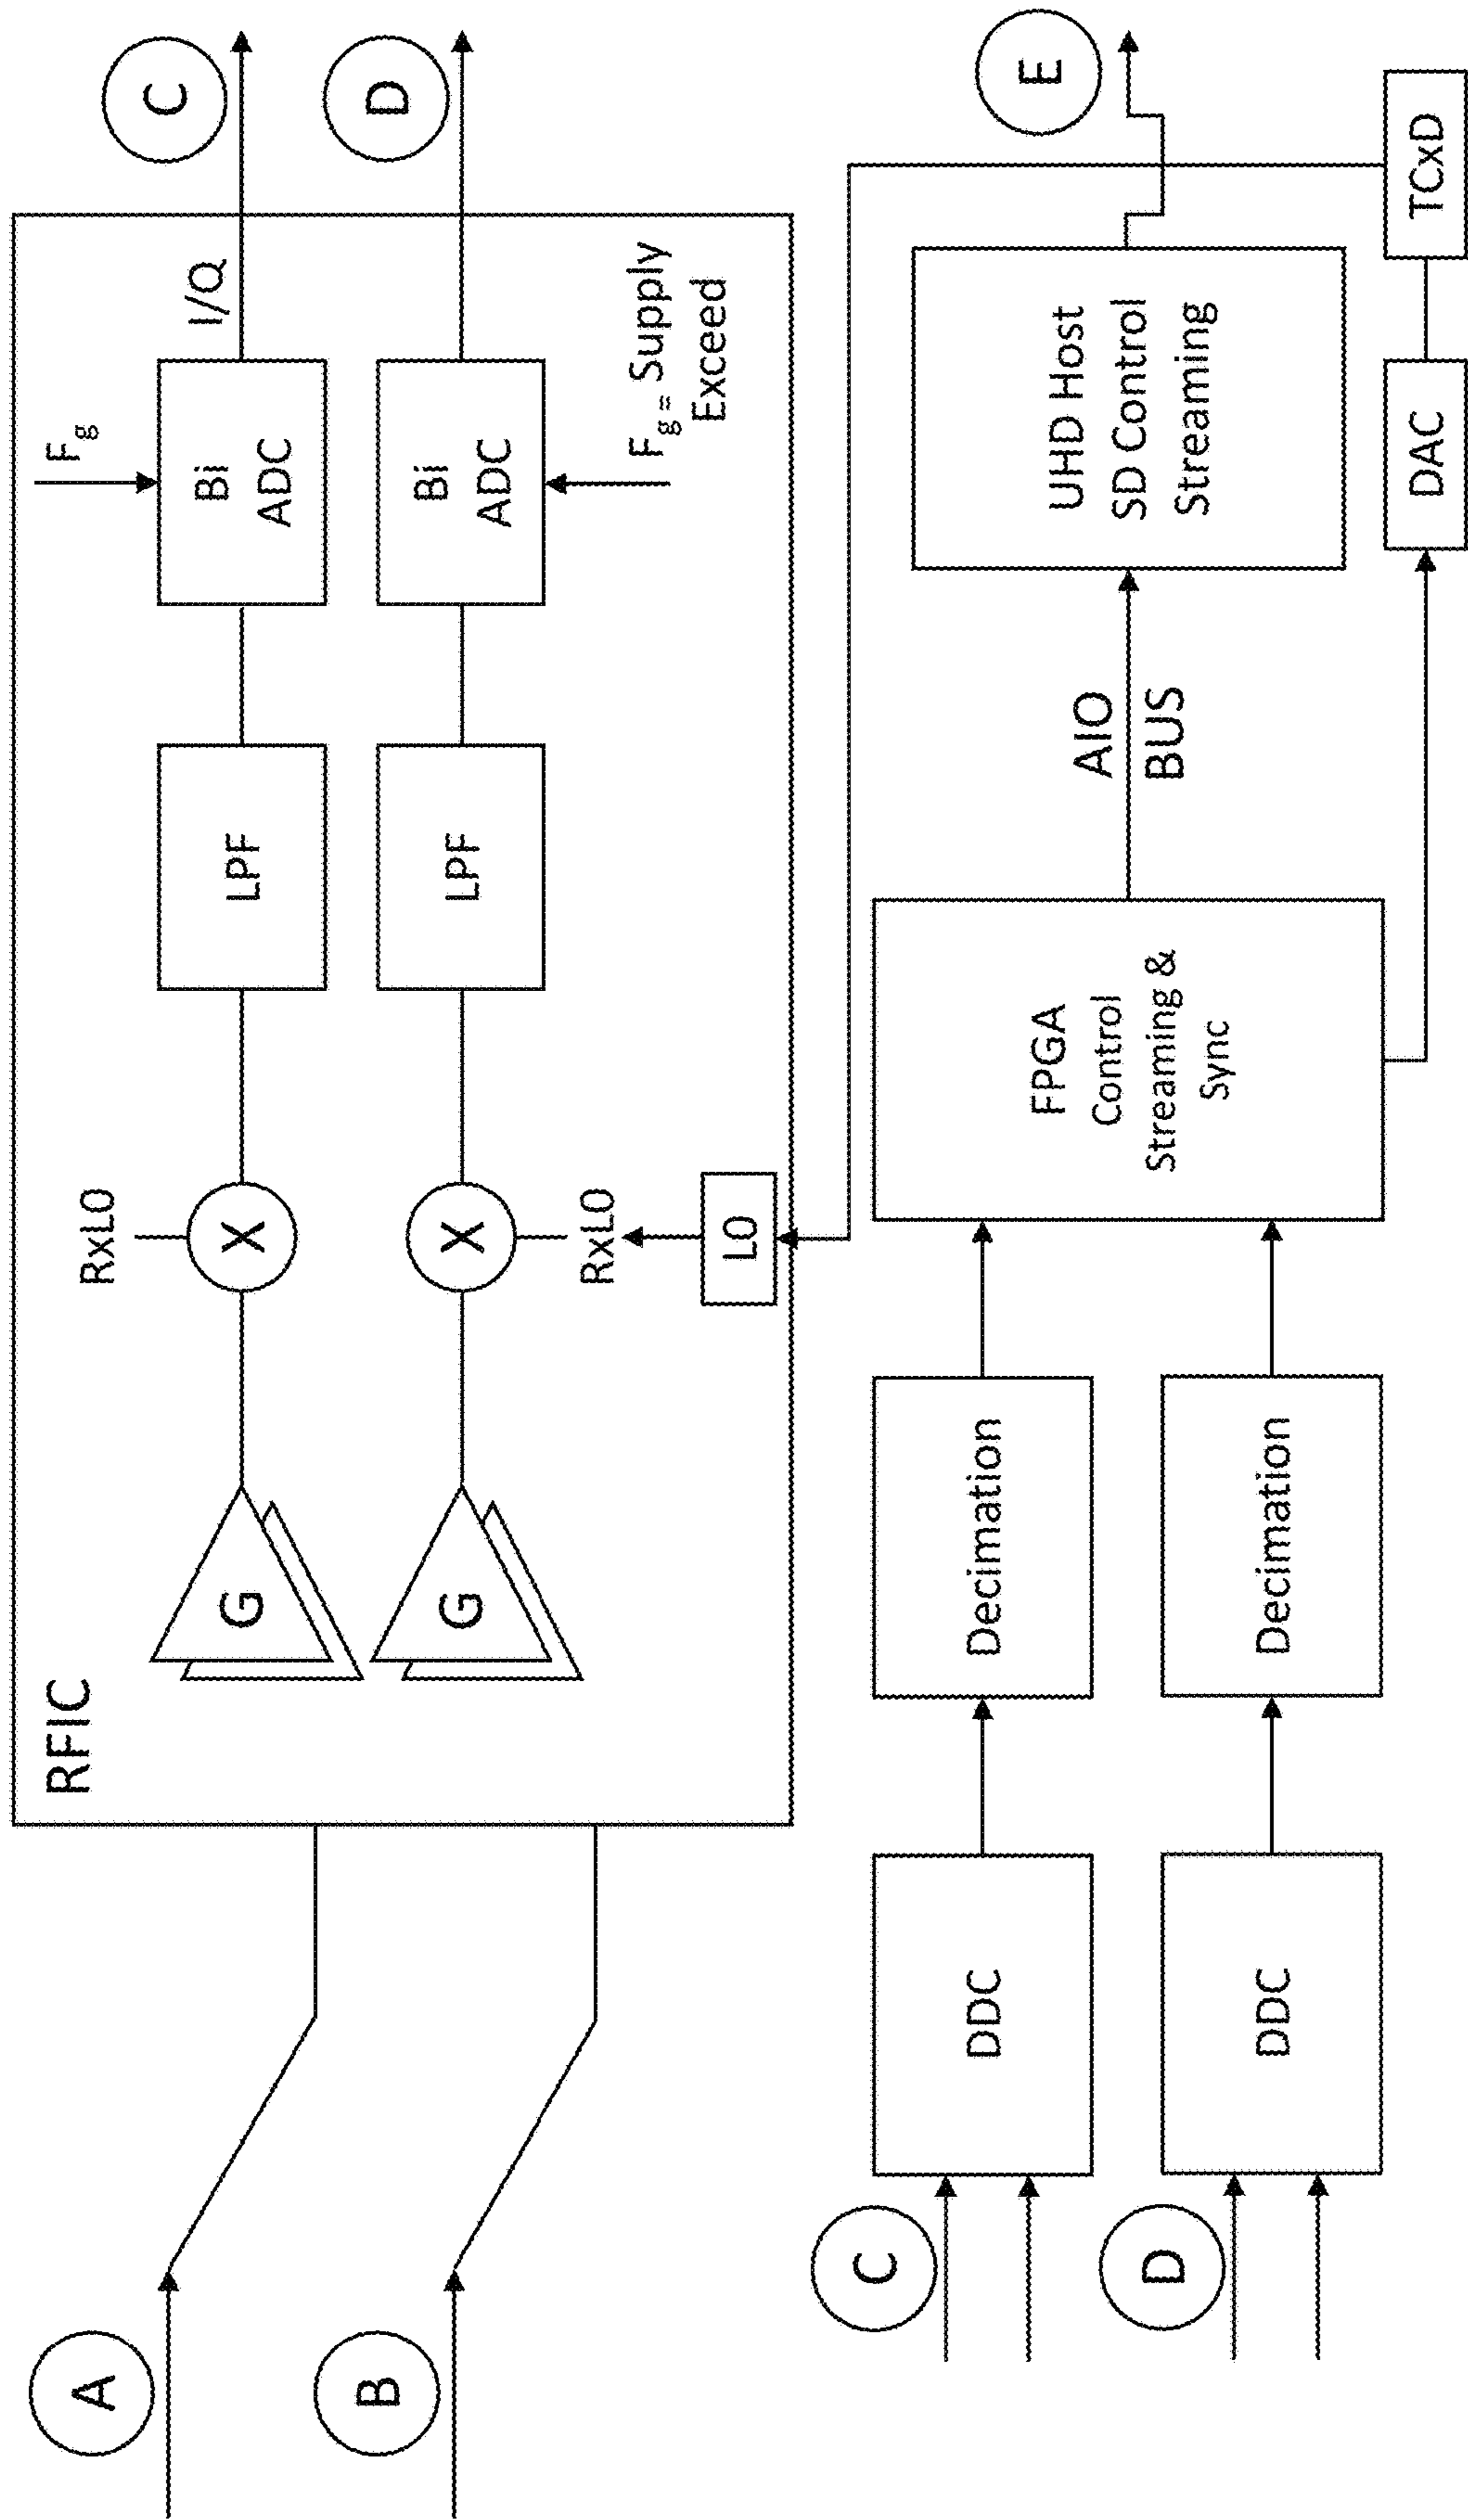 A
B
RFIC
G
G
RxLO
X
X
RxLO
LO
LPF
LPF
Fg
Bi
ADC
Bi
ADC
Fg = Supply
Exceed
I/Q
C
D
C
D
DDC
DDC
Decimation
Decimation
FPGA
Control
Streaming &
Sync
AIO
BUS
UHD Host
SD Control
Streaming
DAC
TCxD
E